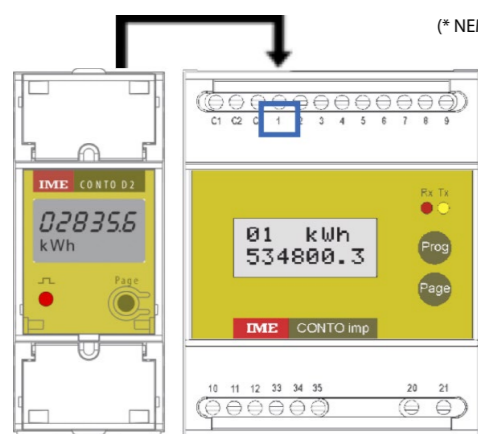 (* NEM
C1 C2 C 1 2 3 4 5 6 7 8 9
IME CONTO D2
02835.6
kWh
Page
Rx Tx
01 kWh
534800.3
Prog
Page
IME CONTO imp
10 11 12 33 34 35 20 21